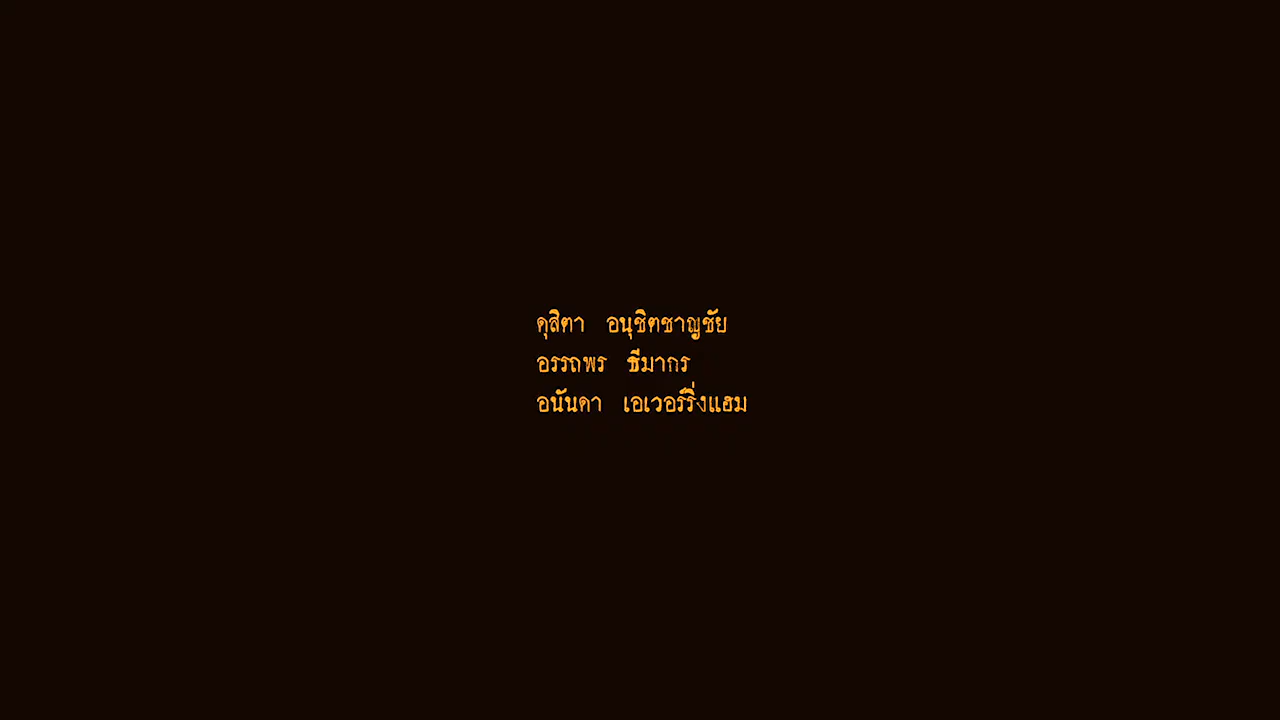 ดุสิตา อนุชิตชาญชัย
อรรถพร ธีมากร
อนันดา เอเวอร์ริ่งแฮม